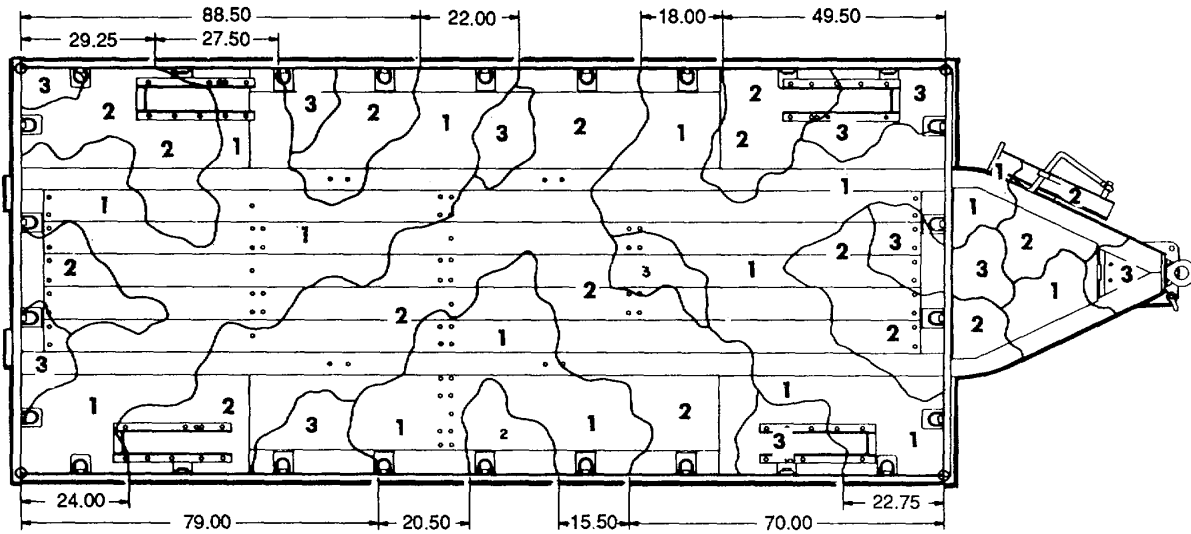 88.50 22.00 18.00 49.50
29.25 27.50
3 3 2 3
2 2 1 3 2 2 3
2 1 1 2 1 2
1 1
1 1 1 2
1 2 3 2
2 3 1 2 3 3
2 1
2 1 2 2
3
1 2 3 1 2 1 2 1 3 1
24.00 22.75
79.00 20.50 15.50 70.00